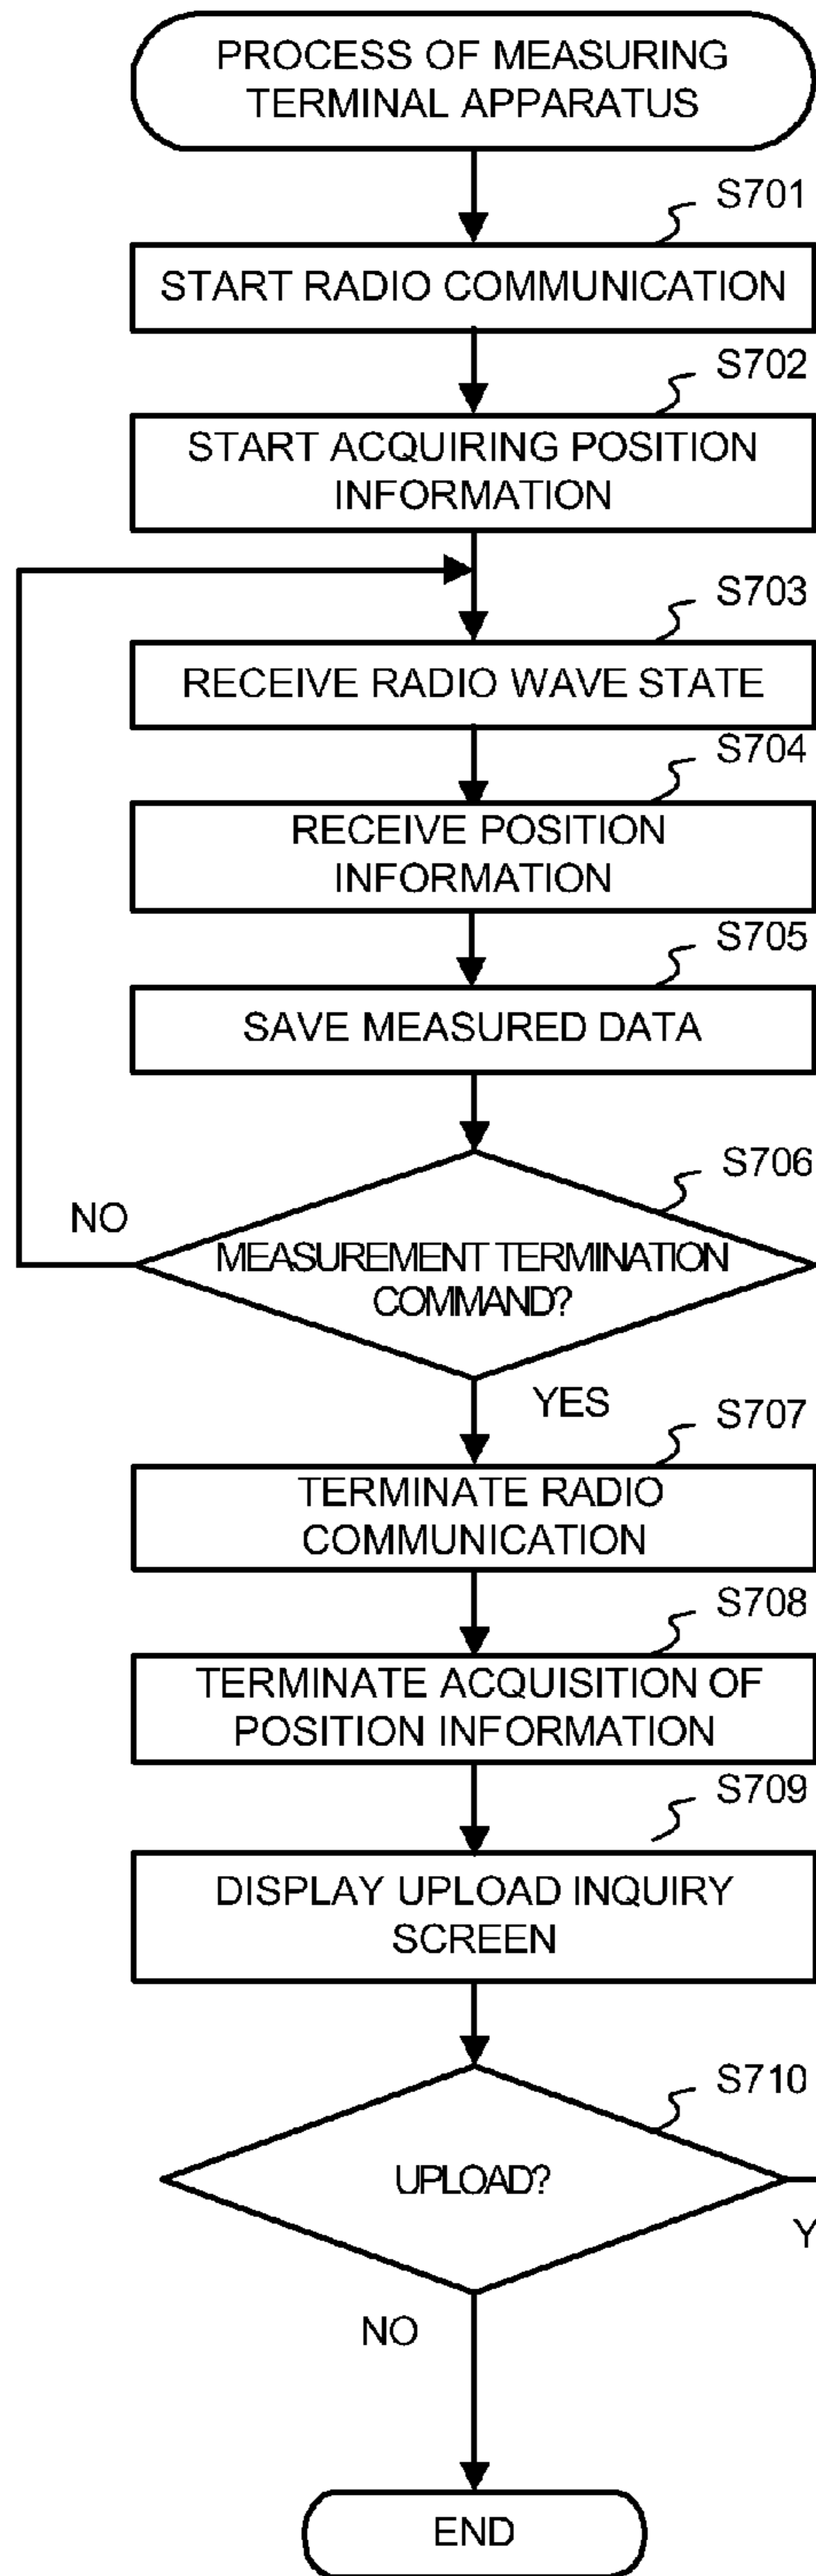 PROCESS OF MEASURING
TERMINAL APPARATUS
S701
START RADIO COMMUNICATION
S702
START ACQUIRING POSITION
INFORMATION
S703
RECEIVE RADIO WAVE STATE
S704
RECEIVE POSITION
INFORMATION
S705
SAVE MEASURED DATA
S706
NO
MEASUREMENT TERMINATION
COMMAND?
YES
S707
TERMINATE RADIO
COMMUNICATION
S708
TERMINATE ACQUISITION OF
POSITION INFORMATION
S709
DISPLAY UPLOAD INQUIRY
SCREEN
S710
UPLOAD?
NO
END